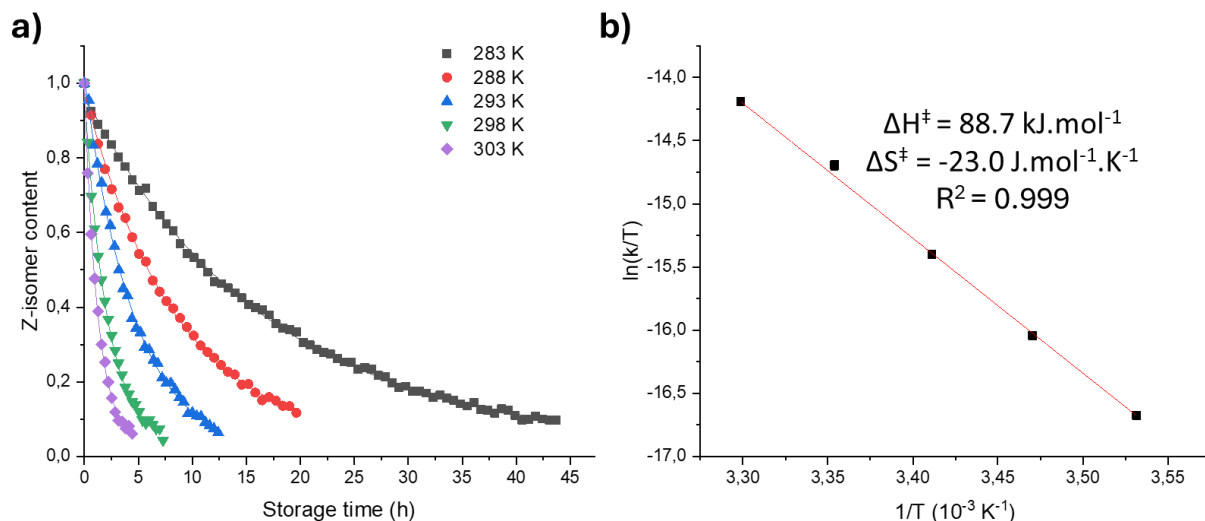 a)
Z-isomer content
1,0
0,8
0,6
0,4
0,2
0,0
0 5 10 15 20 25 30 35 40 45
Storage time (h)
283 K
288 K
293 K
298 K
303 K
b)
ln(k/T)
-14,0
-14,5
-15,0
-15,5
-16,0
-16,5
-17,0
3,30 3,35 3,40 3,45 3,50 3,55
1/T (10⁻³ K⁻¹)
ΔH‡ = 88.7 kJ.mol⁻¹
ΔS‡ = -23.0 J.mol⁻¹.K⁻¹
R² = 0.999